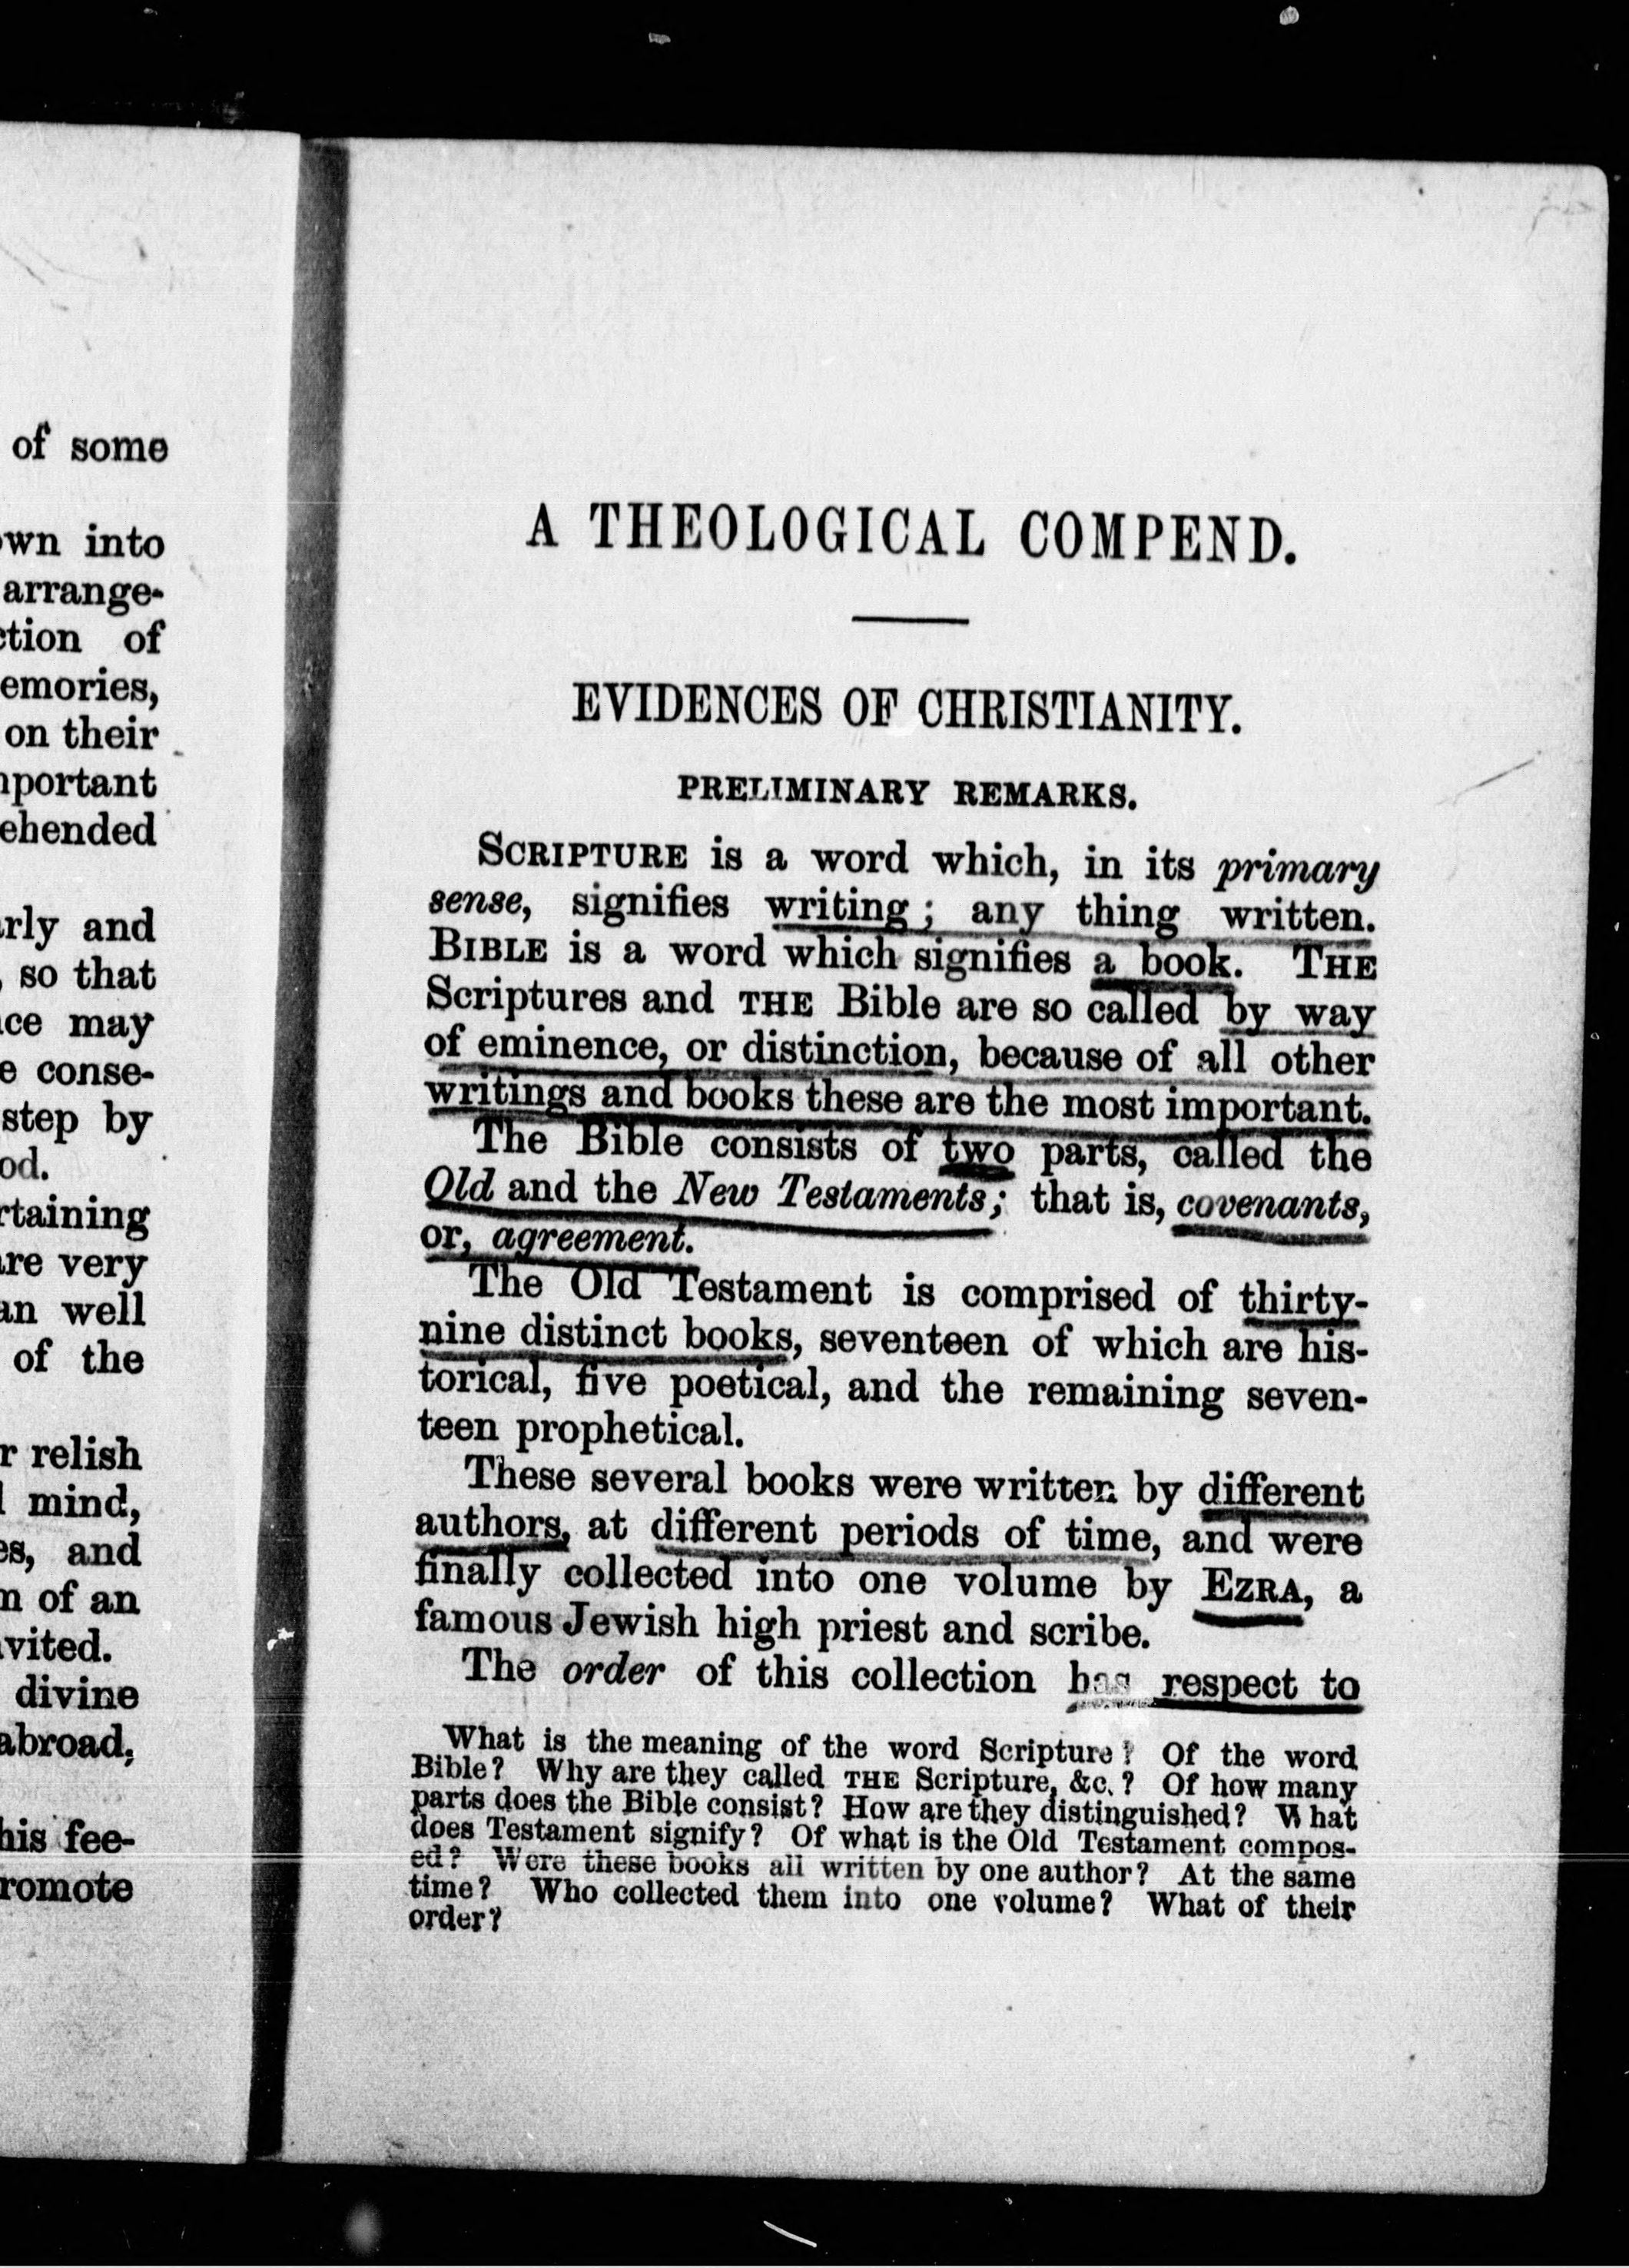 of some
own into
arrange-
ction of
emories,
on their
mportant
ehended
arly and
, so that
nce may
e conse-
step by
od.
rtaining
are very
an well
of the
r relish
l mind,
es, and
n of an
nvited.
divine
abroad,
his fee-
romote
A THEOLOGICAL COMPEND.
EVIDENCES OF CHRISTIANITY.
PRELIMINARY REMARKS.
SCRIPTURE is a word which, in its primary
sense, signifies writing; any thing written.
BIBLE is a word which signifies a book. THE
Scriptures and THE Bible are so called by way
of eminence, or distinction, because of all other
writings and books these are the most important.
The Bible consists of two parts, called the
Old and the New Testaments; that is, covenants,
or, agreement.
The Old Testament is comprised of thirty-
nine distinct books, seventeen of which are his-
torical, five poetical, and the remaining seven-
teen prophetical.
These several books were written by different
authors, at different periods of time, and were
finally collected into one volume by EZRA, a
famous Jewish high priest and scribe.
The order of this collection has respect to
What is the meaning of the word Scripture? Of the word
Bible? Why are they called THE Scripture, &c.? Of how many
parts does the Bible consist? How are they distinguished? What
does Testament signify? Of what is the Old Testament compos-
ed? Were these books all written by one author? At the same
time? Who collected them into one volume? What of their
order?